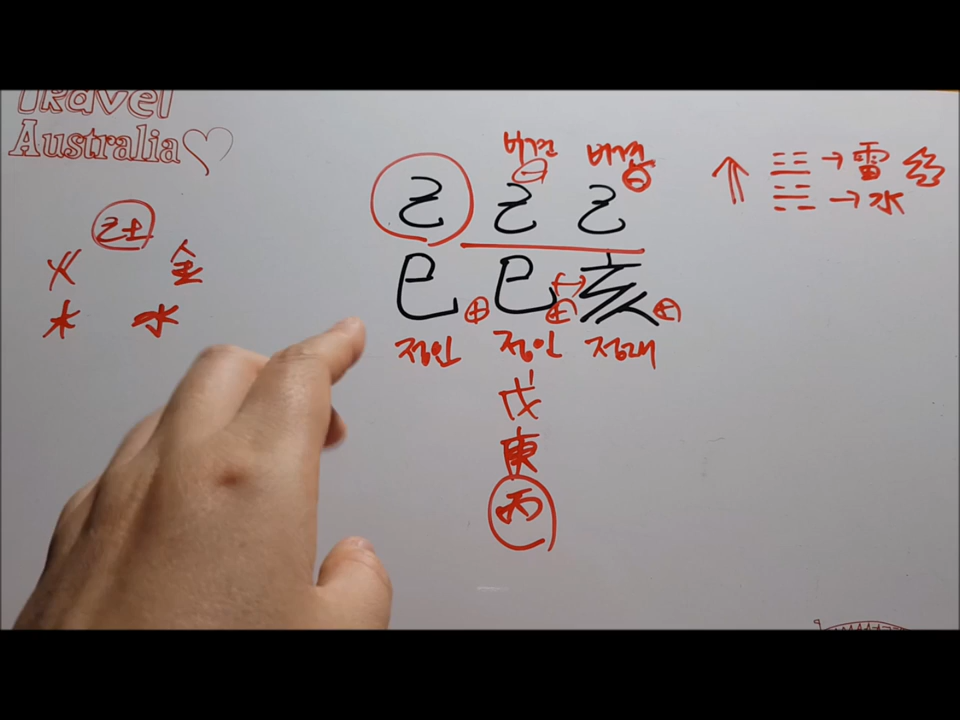 Travel
Australia
己土
火 金
木 水
비견 비견
- -
己 己 己
巳 巳 ↔ 亥
+ + +
정인 정인 정재
戊
庚
丙
↑ ☳ → 雷
☵ → 水